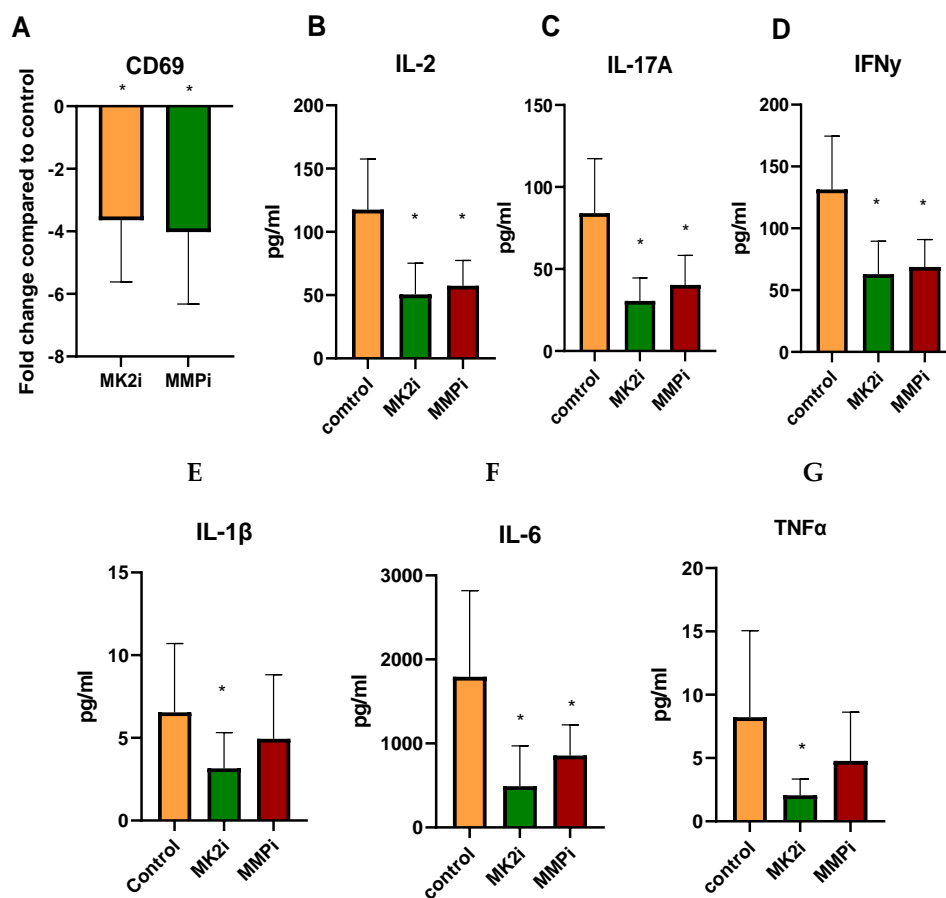 A
CD69
Fold change compared to control
0
-2
-4
-6
-8
*
*
MK2i
MMPi
B
IL-2
pg/ml
200
150
100
50
0
*
*
comtrol
MK2i
MMPi
C
IL-17A
pg/ml
150
100
50
0
*
*
comtrol
MK2i
MMPi
D
IFNy
pg/ml
200
150
100
50
0
*
*
control
MK2i
MMPi
E
IL-1β
pg/ml
15
10
5
0
*
Control
MK2i
MMPi
F
IL-6
pg/ml
3000
2000
1000
0
*
*
control
MK2i
MMPi
G
TNFα
pg/ml
20
15
10
5
0
*
control
MK2i
MMPi